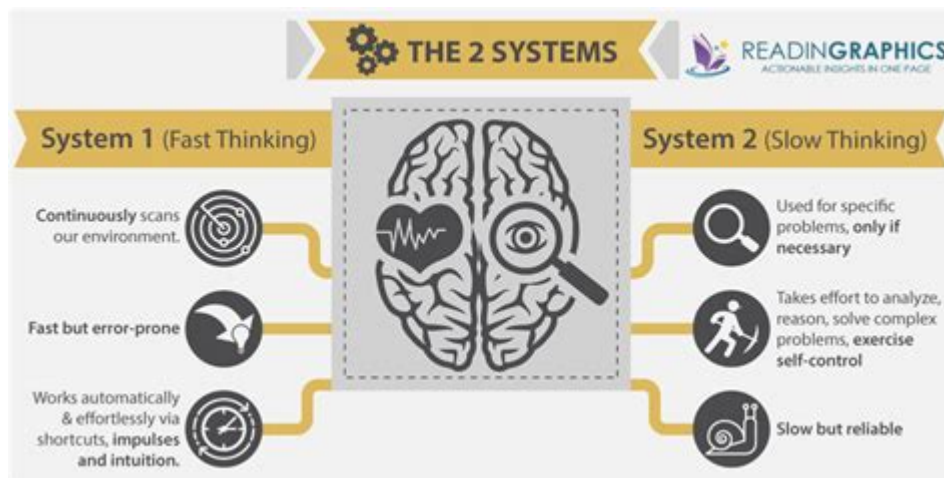 THE 2 SYSTEMS
READINGRAPHICS
ACTIONABLE INSIGHTS IN ONE PAGE
System 1 (Fast Thinking)
Continuously scans
our environment.
Fast but error-prone
Works automatically
& effortlessly via
shortcuts, impulses
and intuition.
System 2 (Slow Thinking)
Used for specific
problems, only if
necessary
Takes effort to analyze,
reason, solve complex
problems, exercise
self-control
Slow but reliable